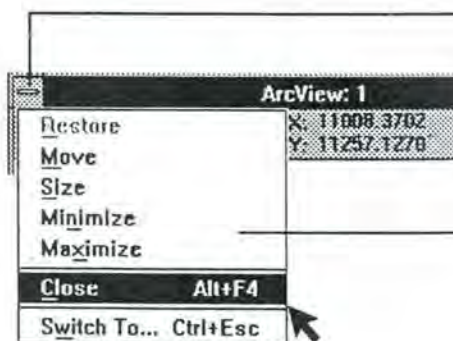 ArcView: 1
X: 11008.3702
Y: 11257.1270
Restore
Move
Size
Minimize
Maximize
Close Alt+F4
Switch To... Ctrl+Esc